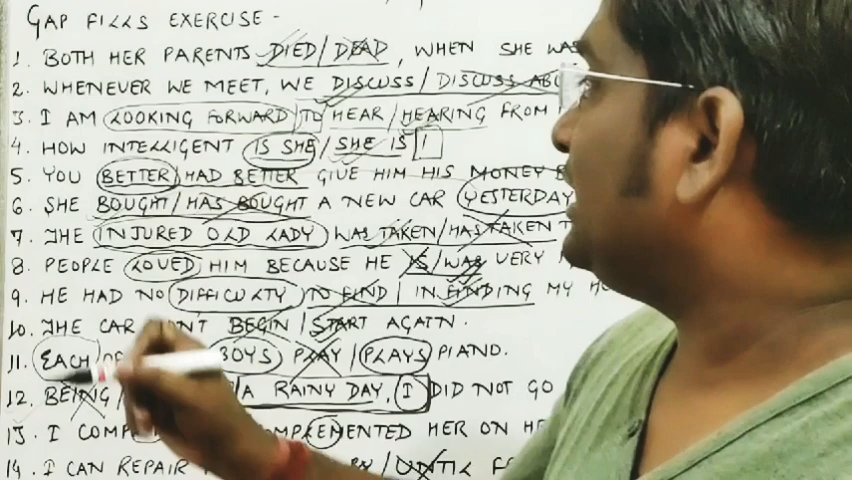 GAP FILLS EXERCISE -
1. BOTH HER PARENTS DIED/DEAD, WHEN SHE WAS
2. WHENEVER WE MEET, WE DISCUSS/DISCUSS
3. I AM LOOKING FORWARD TO HEAR/HEARING FROM
4. HOW INTELLIGENT IS SHE/SHE IS !
5. YOU BETTER/HAD BETTER GIVE HIM HIS MONEY
6. SHE BOUGHT/HAS BOUGHT A NEW CAR YESTERDAY
7. THE INJURED OLD LADY WAS TAKEN/HAS TAKEN
8. PEOPLE LOVED HIM BECAUSE HE IS/WAS VERY
9. HE HAD NO DIFFICULTY TO FIND/IN FINDING MY
10. THE CAR BEGIN/START AGAIN.
11. EACH BOYS PLAY/PLAYS PIANO.
12. BEING/ A RAINY DAY, I DID NOT GO
13. I HER ON
14. I CAN REPAIR UNTIL